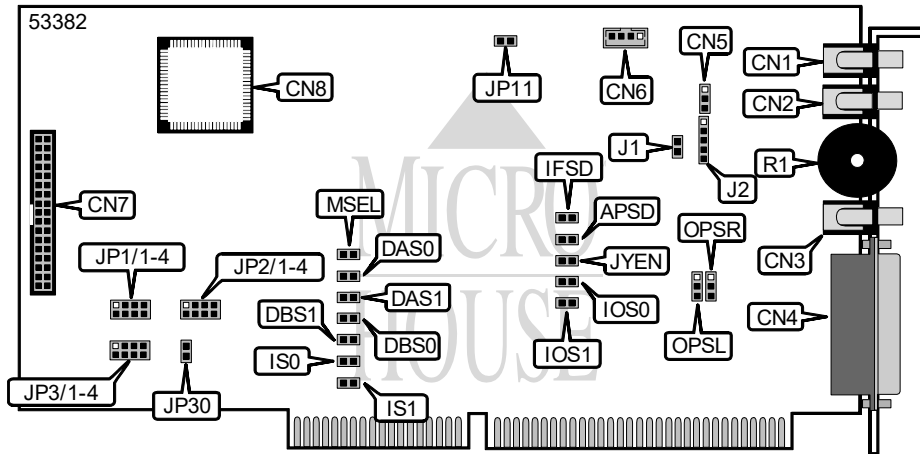 53382
CN8
JP11
CN6
CN5
CN1
CN2
J1
J2
R1
CN7
MICRO
HOUSE
IFSD
MSEL
APSD
DAS0
OPSR
CN3
JP1/1-4
JP2/1-4
JYEN
DAS1
IOS0
CN4
DBS1
DBS0
IOS1
OPSL
IS0
JP3/1-4
JP30
IS1